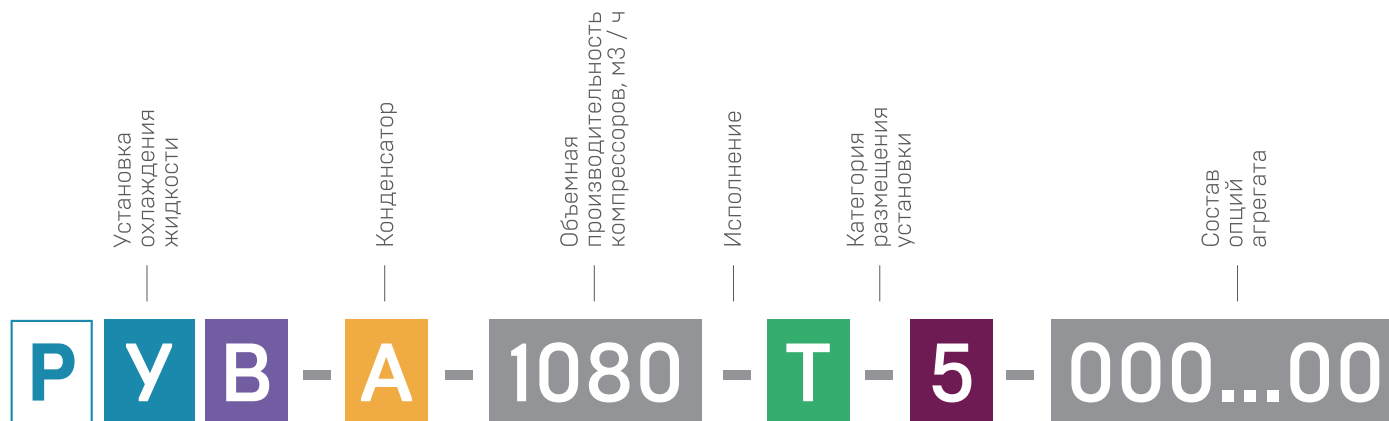 Установка
охлаждения
жидкости
Конденсатор
Объемная
производительность
компрессоров, м3 / ч
Исполнение
Категория
размещения
установки
Состав
опций
агрегата
РУВ - А - 1080 - Т - 5 - 000...00